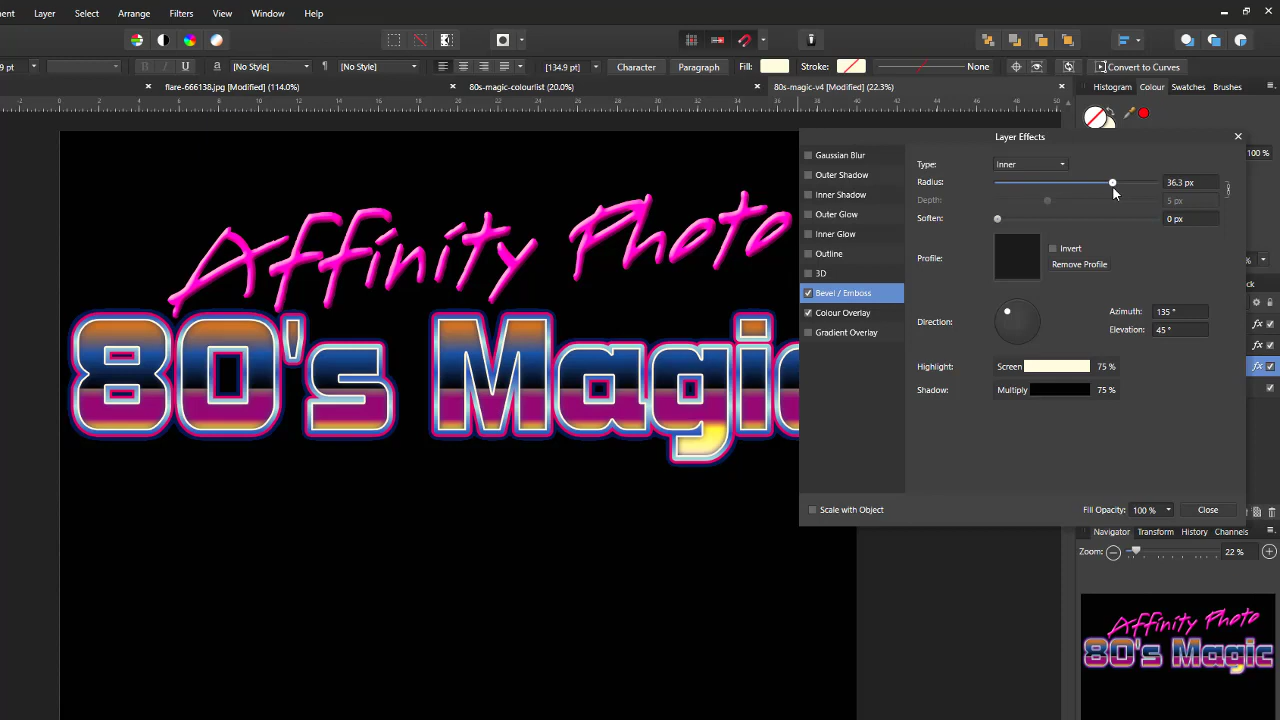 ment Layer Select Arrange Filters View Window Help
9 pt [No Style] [No Style] [134.9 pt] Character Paragraph Fill: Stroke: None Convert to Curves
flare-666138.jpg [Modified] (114.0%) 80s-magic-colourlist (20.0%) 80s-magic-v4 [Modified] (22.3%) Histogram Colour Swatches Brushes
100 %
Layer Effects
Gaussian Blur
Outer Shadow
Inner Shadow
Outer Glow
Inner Glow
Outline
3D
Bevel / Emboss
Colour Overlay
Gradient Overlay
Type: Inner
Radius: 36.3 px
Depth: 5 px
Soften: 0 px
Profile: Invert
Remove Profile
Direction: Azimuth: 135 °
Elevation: 45 °
Highlight: Screen 75 %
Shadow: Multiply 75 %
Scale with Object Fill Opacity: 100 % Close
Affinity Photo
80's Magic
Navigator Transform History Channels
Zoom: 22 %
Affinity Photo
80's Magic